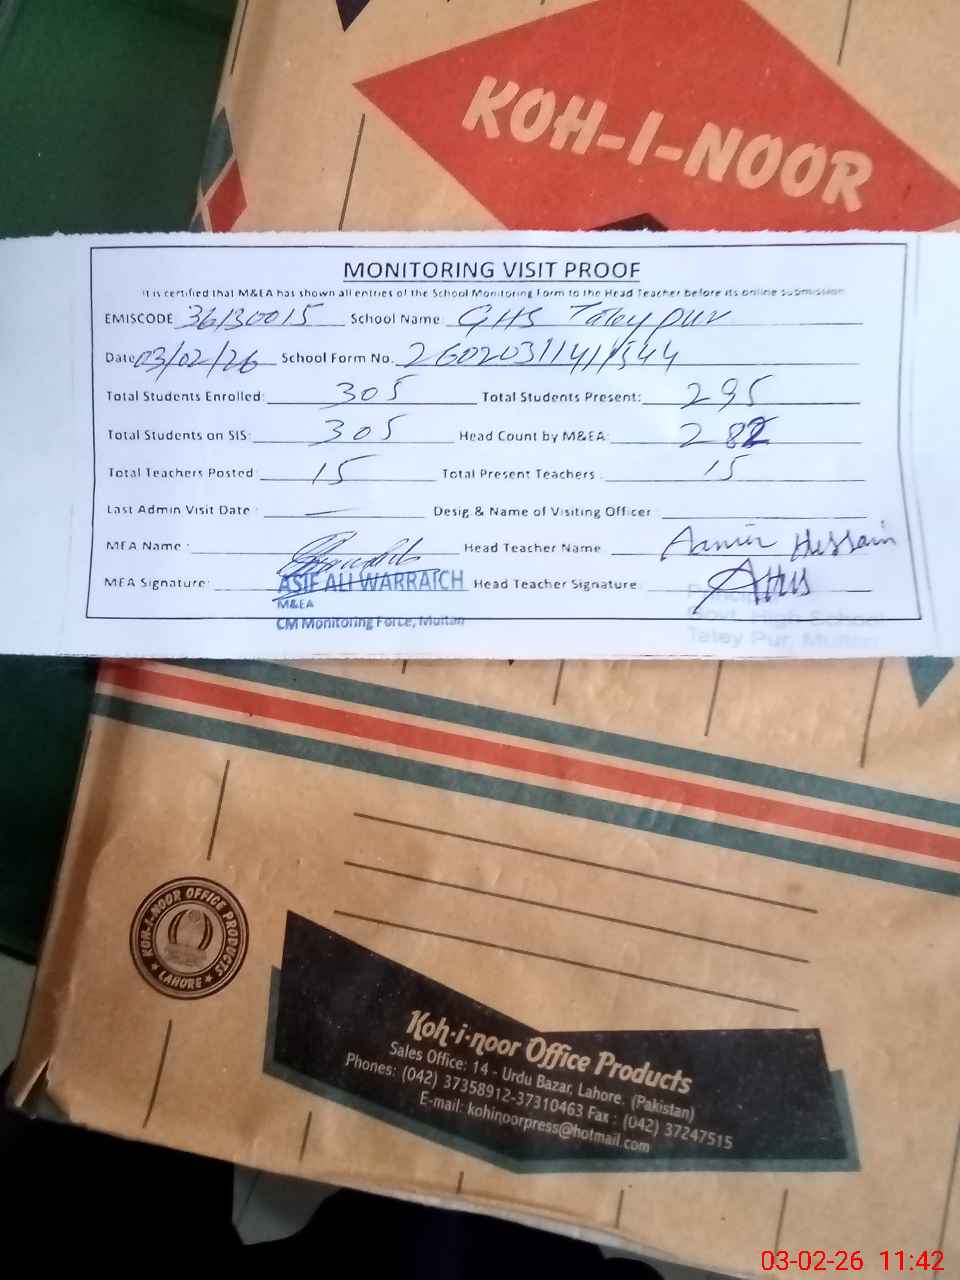 KOH-I-NOOR
MONITORING VISIT PROOF
It is certified that M&EA has shown all entries of the School Monitoring Form to the Head Teacher before its online submission
EMISCODE 36130015 School Name: GHS Taley pur
Date 03/02/26 School Form No. 26020311411544
Total Students Enrolled: 305 Total Students Present: 295
Total Students on SIS: 305 Head Count by M&EA: 282
Total Teachers Posted: 15 Total Present Teachers: 15
Last Admin Visit Date: — Desig & Name of Visiting Officer:
MEA Name: Head Teacher Name Aamir Hussain
MEA Signature: ASIF ALI WARRAICH Head Teacher Signature:
M&EA
CM Monitoring Force, Multan
Govt. High School
Taley Pur, Multan
KOH-I-NOOR OFFICE PRODUCTS
★ LAHORE ★
Koh-i-noor Office Products
Sales Office: 14 - Urdu Bazar, Lahore. (Pakistan)
Phones: (042) 37358912-37310463 Fax : (042) 37247515
E-mail: kohinoorpress@hotmail.com
03-02-26 11:42